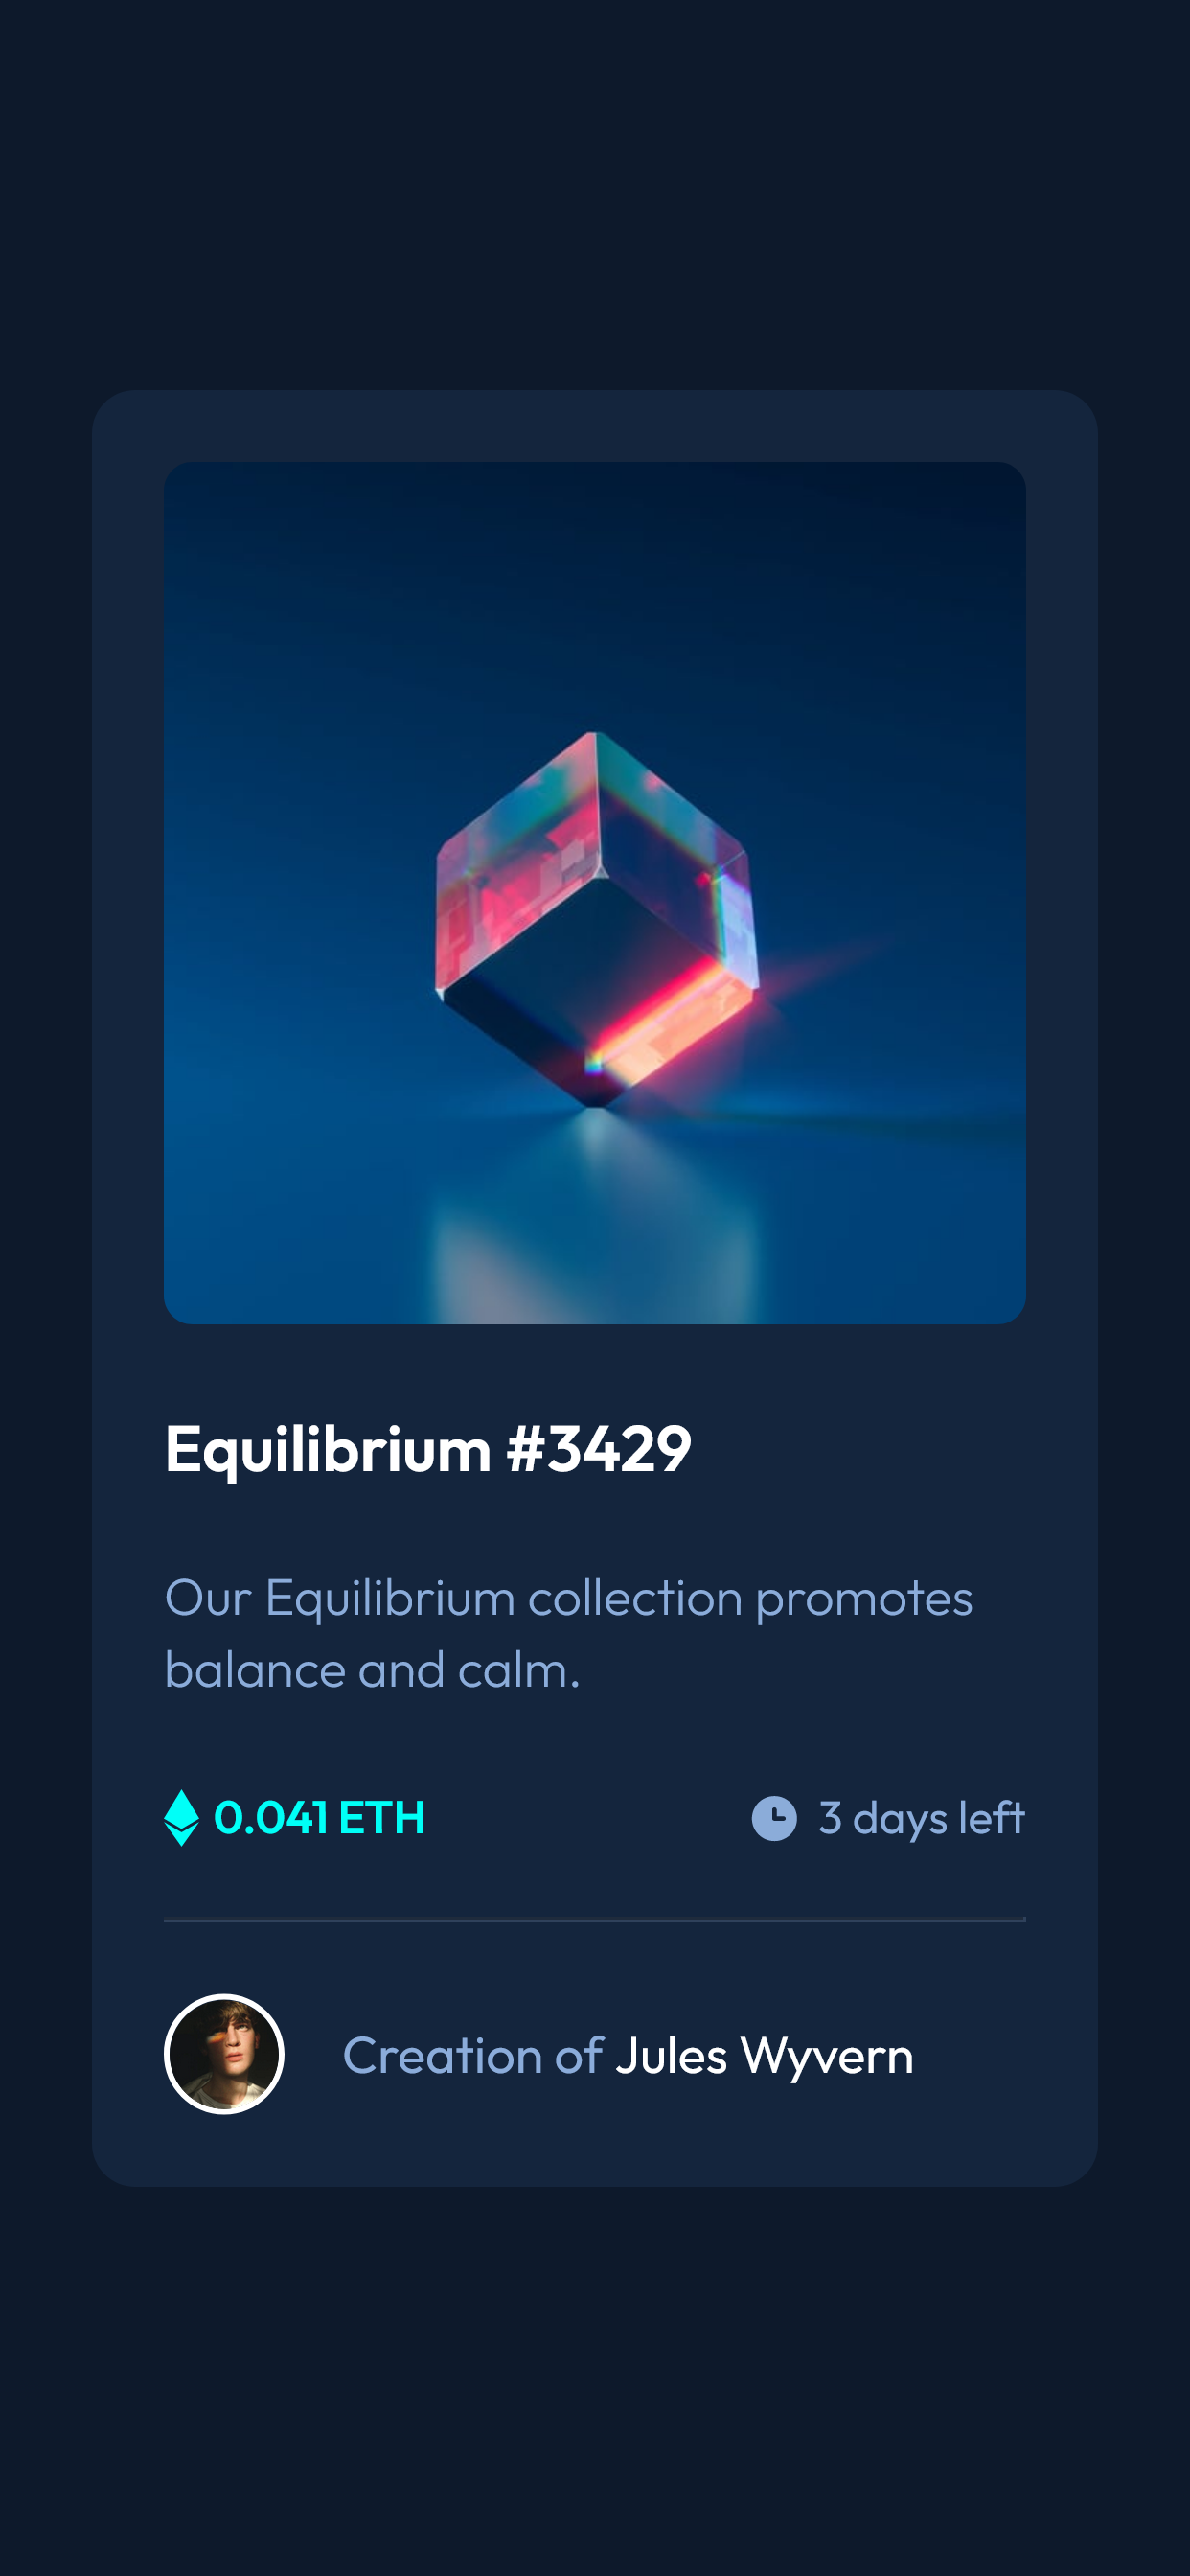 Equilibrium #3429
Our Equilibrium collection promotes
balance and calm.
0.041 ETH
3 days left
Creation of Jules Wyvern